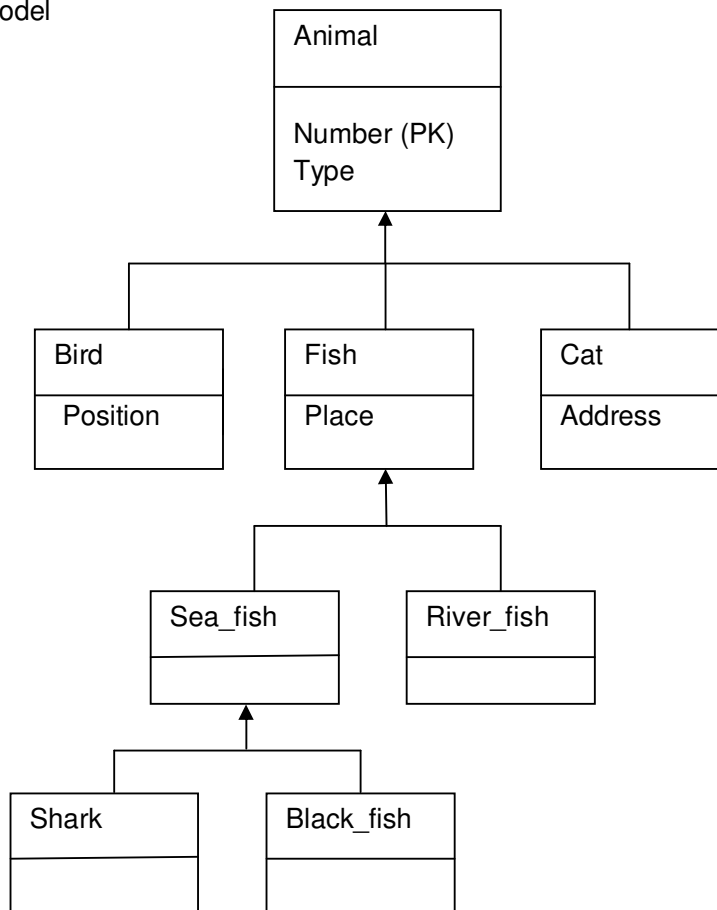 odel
Animal
Number (PK)
Type
Bird
Fish
Cat
Position
Place
Address
Sea_fish
River_fish
Shark
Black_fish